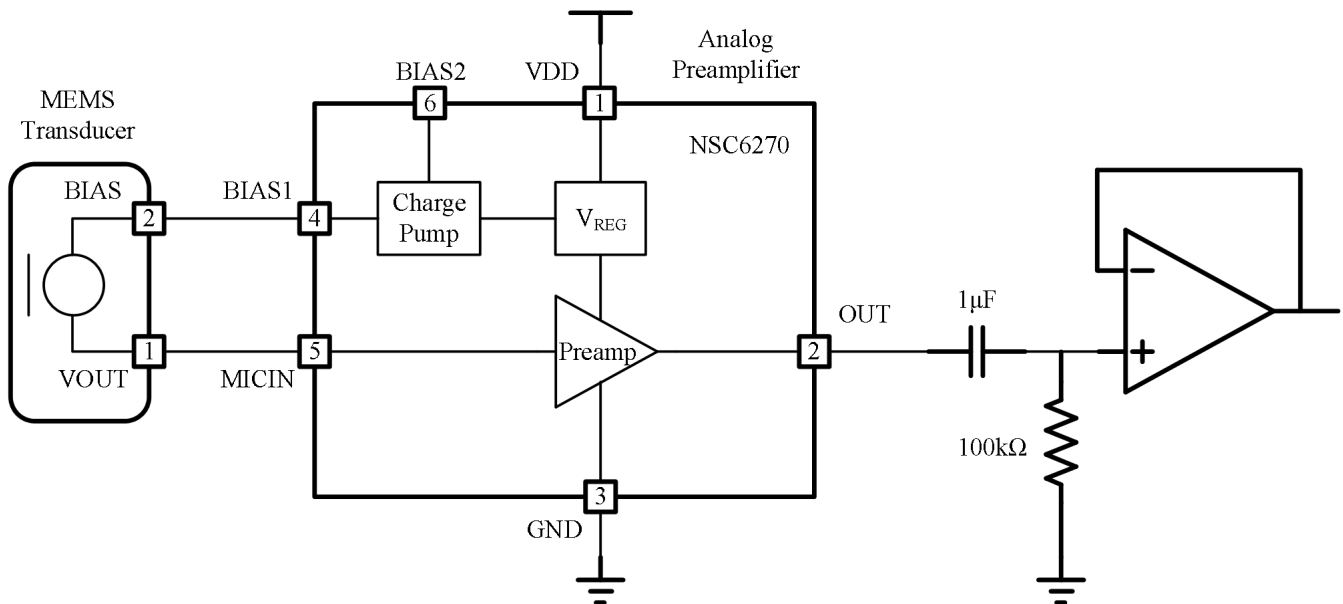 Analog
Preamplifier
BIAS2
VDD
MEMS
Transducer
6
1
NSC6270
BIAS
BIAS1
2
4
Charge
Pump
VREG
1μF
OUT
−
+
1
5
Preamp
2
VOUT
MICIN
100kΩ
3
GND